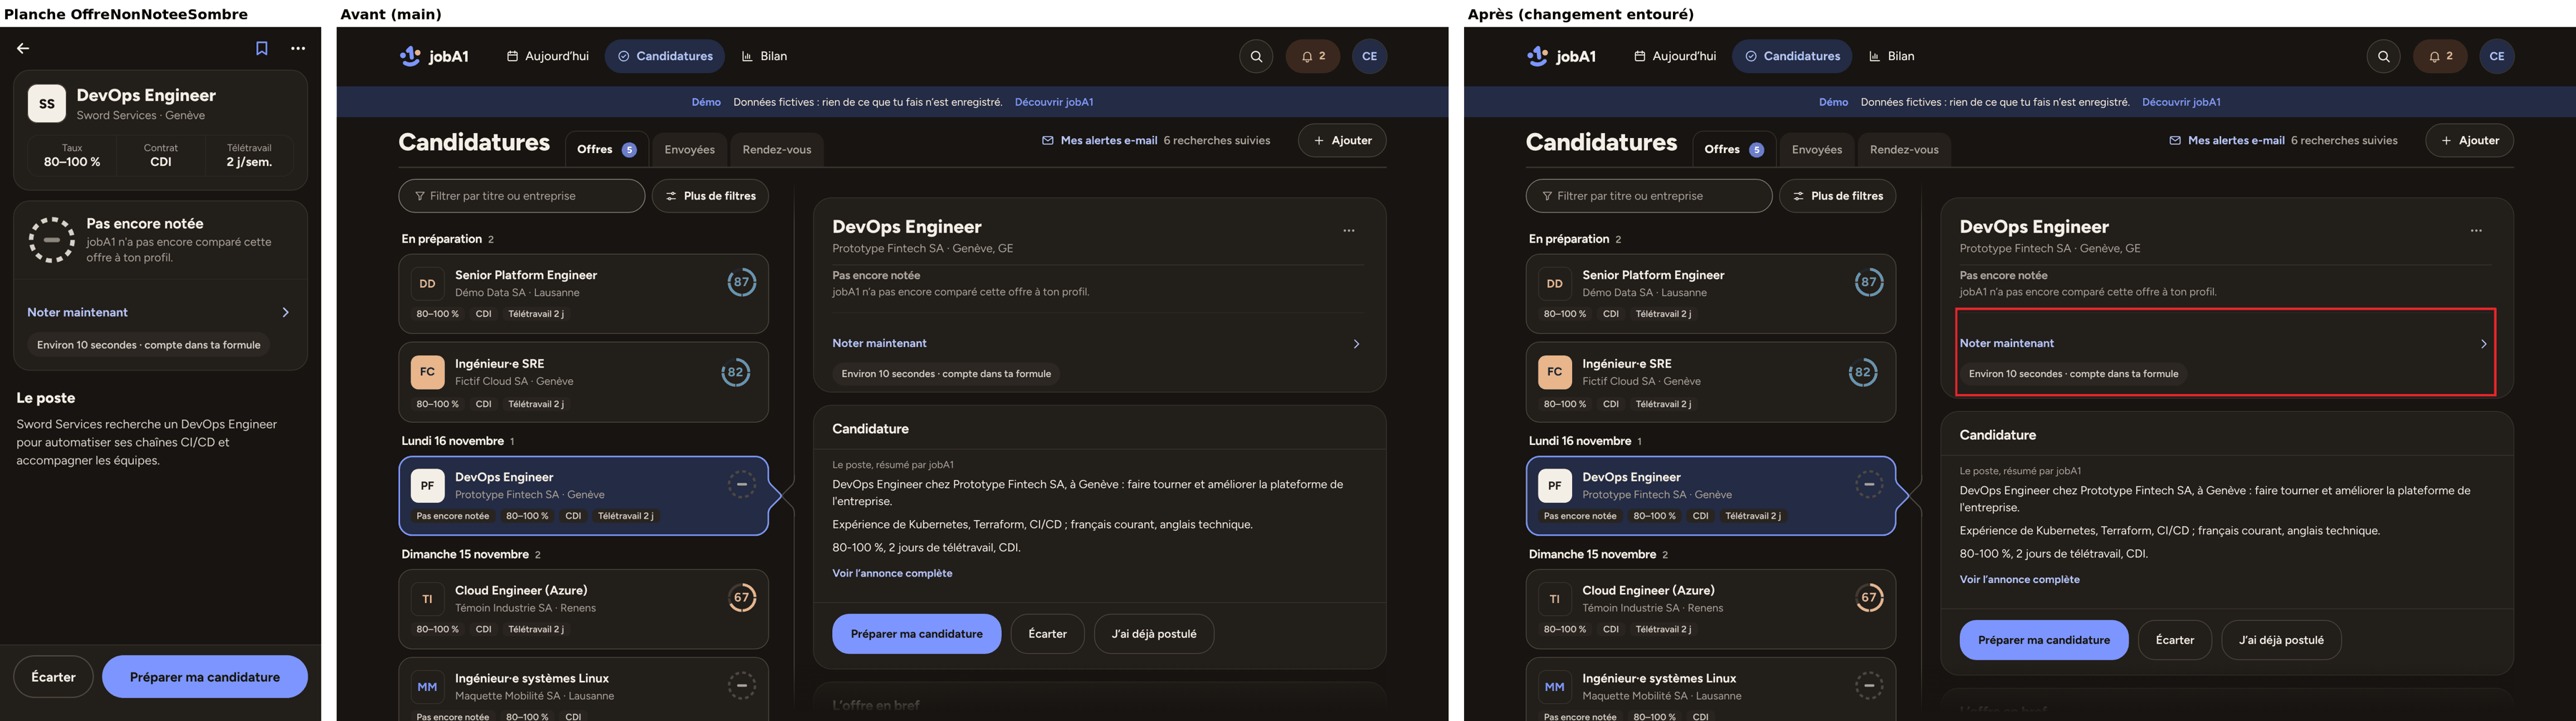 Planche OffreNonNoteeSombre
DevOps Engineer
SS
Sword Services · Genève
Taux
Contrat
Télétravail
80–100 %
CDI
2 j/sem.
Pas encore notée
jobA1 n'a pas encore comparé cette
offre à ton profil.
Noter maintenant
Environ 10 secondes · compte dans ta formule
Le poste
Sword Services recherche un DevOps Engineer
pour automatiser ses chaînes CI/CD et
accompagner les équipes.
Écarter
Préparer ma candidature
Avant (main)
jobA1
Aujourd'hui
Candidatures
Bilan
2
CE
Démo Données fictives : rien de ce que tu fais n'est enregistré. Découvrir jobA1
Candidatures
Offres 5
Envoyées
Rendez-vous
Mes alertes e-mail 6 recherches suivies
+ Ajouter
Filtrer par titre ou entreprise
Plus de filtres
En préparation 2
DD
Senior Platform Engineer
Démo Data SA · Lausanne
87
80–100 % CDI Télétravail 2 j
FC
Ingénieur·e SRE
Fictif Cloud SA · Genève
82
80–100 % CDI Télétravail 2 j
Lundi 16 novembre 1
PF
DevOps Engineer
Prototype Fintech SA · Genève
Pas encore notée 80–100 % CDI Télétravail 2 j
Dimanche 15 novembre 2
TI
Cloud Engineer (Azure)
Témoin Industrie SA · Renens
67
80–100 % CDI Télétravail 2 j
MM
Ingénieur·e systèmes Linux
Maquette Mobilité SA · Lausanne
Pas encore notée 80–100 % CDI
DevOps Engineer
Prototype Fintech SA · Genève, GE
Pas encore notée
jobA1 n'a pas encore comparé cette offre à ton profil.
Noter maintenant
Environ 10 secondes · compte dans ta formule
Candidature
Le poste, résumé par jobA1
DevOps Engineer chez Prototype Fintech SA, à Genève : faire tourner et améliorer la plateforme de
l'entreprise.
Expérience de Kubernetes, Terraform, CI/CD ; français courant, anglais technique.
80-100 %, 2 jours de télétravail, CDI.
Voir l'annonce complète
Préparer ma candidature
Écarter
J'ai déjà postulé
L'offre en bref
Après (changement entouré)
jobA1
Aujourd'hui
Candidatures
Bilan
2
CE
Démo Données fictives : rien de ce que tu fais n'est enregistré. Découvrir jobA1
Candidatures
Offres 5
Envoyées
Rendez-vous
Mes alertes e-mail 6 recherches suivies
+ Ajouter
Filtrer par titre ou entreprise
Plus de filtres
En préparation 2
DD
Senior Platform Engineer
Démo Data SA · Lausanne
87
80–100 % CDI Télétravail 2 j
FC
Ingénieur·e SRE
Fictif Cloud SA · Genève
82
80–100 % CDI Télétravail 2 j
Lundi 16 novembre 1
PF
DevOps Engineer
Prototype Fintech SA · Genève
Pas encore notée 80–100 % CDI Télétravail 2 j
Dimanche 15 novembre 2
TI
Cloud Engineer (Azure)
Témoin Industrie SA · Renens
67
80–100 % CDI Télétravail 2 j
MM
Ingénieur·e systèmes Linux
Maquette Mobilité SA · Lausanne
Pas encore notée 80–100 % CDI
DevOps Engineer
Prototype Fintech SA · Genève, GE
Pas encore notée
jobA1 n'a pas encore comparé cette offre à ton profil.
Noter maintenant
Environ 10 secondes · compte dans ta formule
Candidature
Le poste, résumé par jobA1
DevOps Engineer chez Prototype Fintech SA, à Genève : faire tourner et améliorer la plateforme de
l'entreprise.
Expérience de Kubernetes, Terraform, CI/CD ; français courant, anglais technique.
80-100 %, 2 jours de télétravail, CDI.
Voir l'annonce complète
Préparer ma candidature
Écarter
J'ai déjà postulé